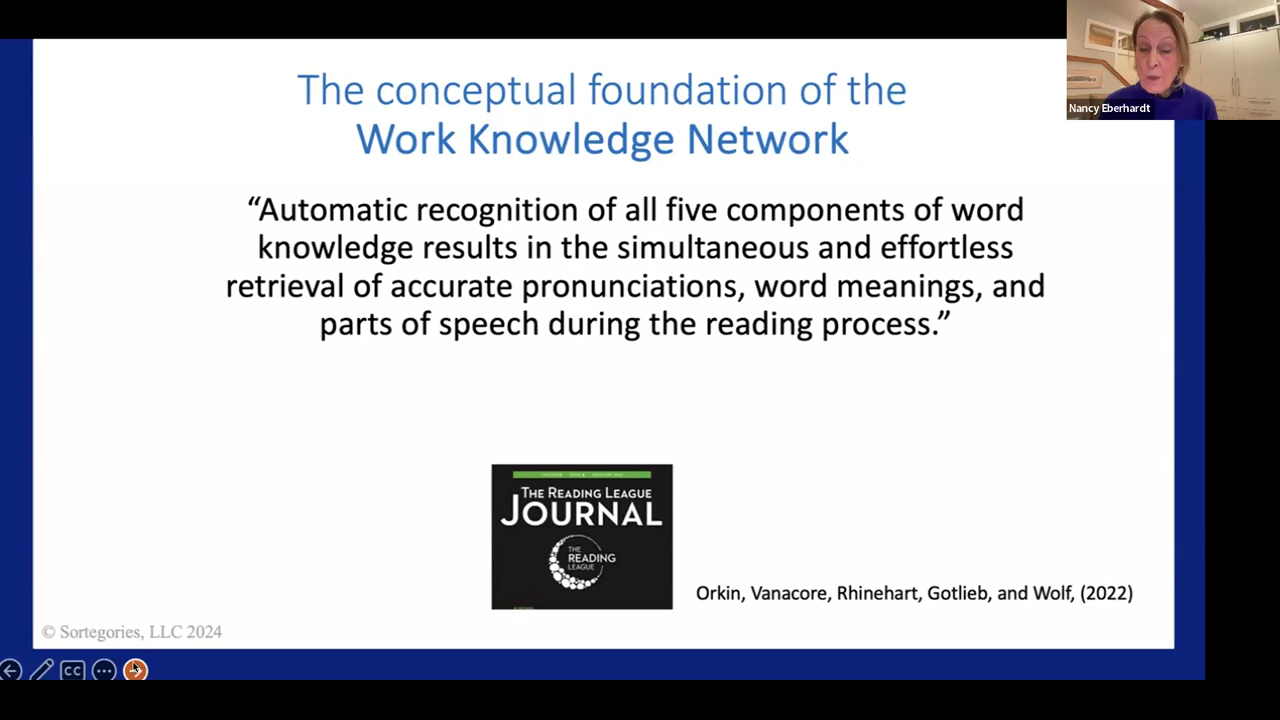 The conceptual foundation of the
Work Knowledge Network
“Automatic recognition of all five components of word
knowledge results in the simultaneous and effortless
retrieval of accurate pronunciations, word meanings, and
parts of speech during the reading process.”
Nancy Eberhardt
THE READING LEAGUE
JOURNAL
THE
READING
LEAGUE
Orkin, Vanacore, Rhinehart, Gotlieb, and Wolf, (2022)
© Sortegories, LLC 2024
CC